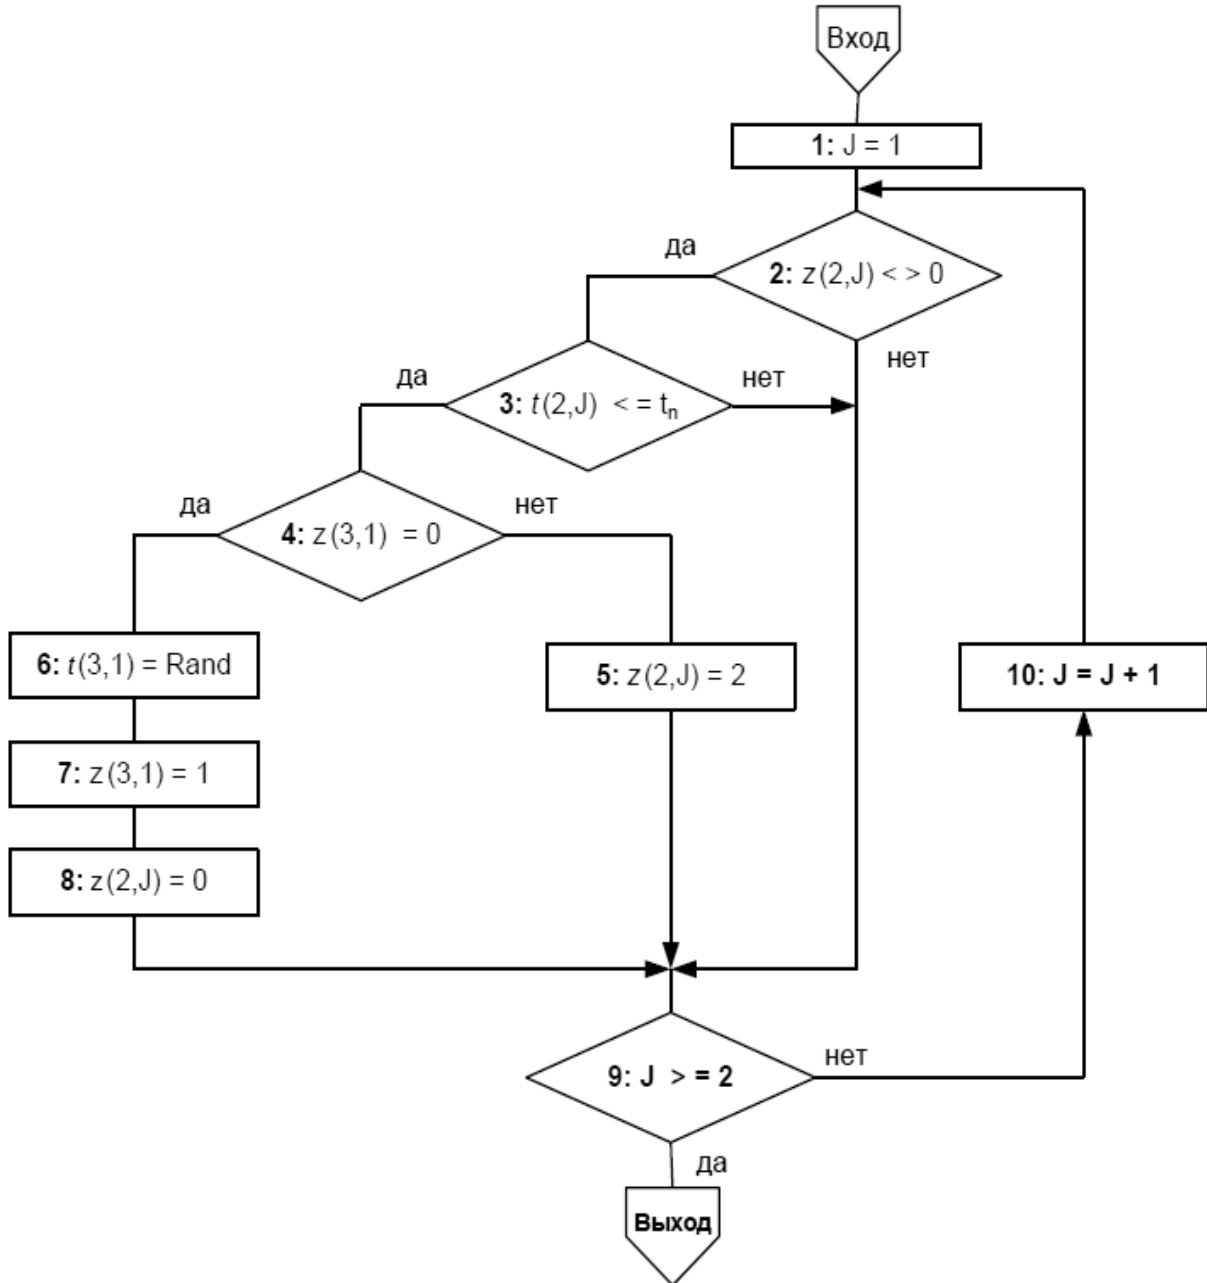 Вход
1: J = 1
да
2: z(2,J) < > 0
нет
да
3: t(2,J) < = tₙ
нет
да
4: z(3,1) = 0
нет
6: t(3,1) = Rand
5: z(2,J) = 2
10: J = J + 1
7: z(3,1) = 1
8: z(2,J) = 0
9: J > = 2
нет
да
Выход